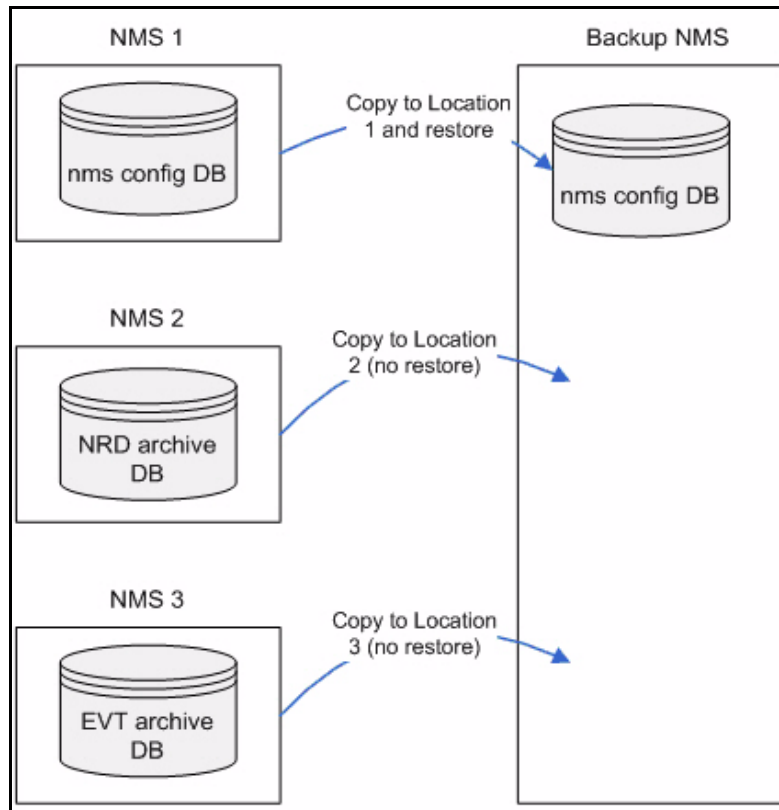 NMS 1
Backup NMS
nms config DB
Copy to Location
1 and restore
nms config DB
NMS 2
NRD archive
DB
Copy to Location
2 (no restore)
NMS 3
EVT archive
DB
Copy to Location
3 (no restore)